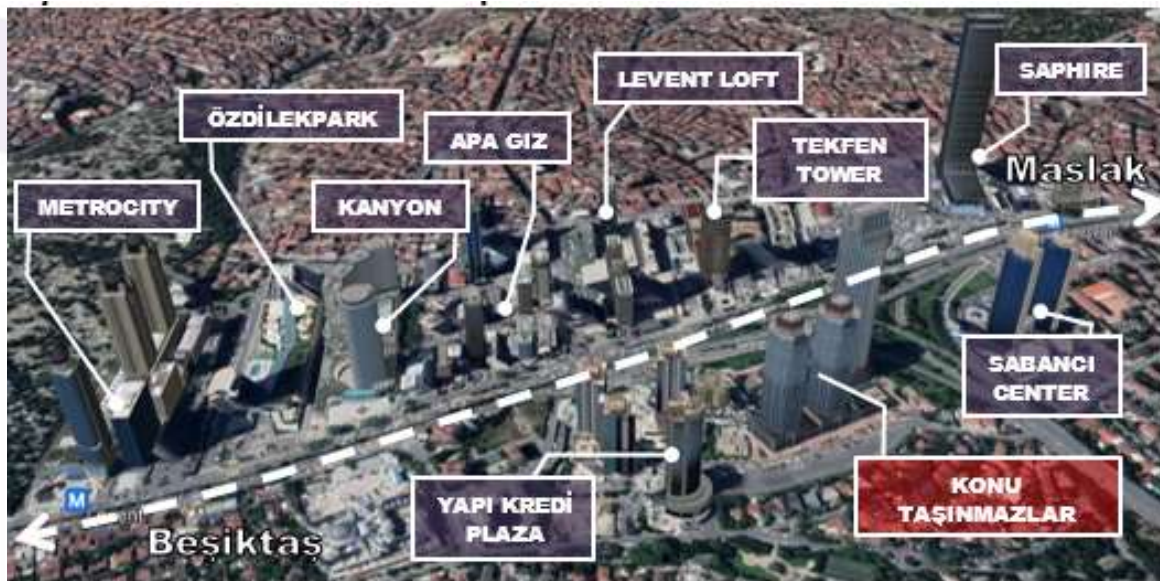 LEVENT LOFT
SAPHIRE
ÖZDİLEKPARK
APA GIZ
TEKFEN
TOWER
Maslak
METROCITY
KANYON
SABANCI
CENTER
YAPI KREDİ
PLAZA
KONU
TAŞINMAZLAR
M
Beşiktaş